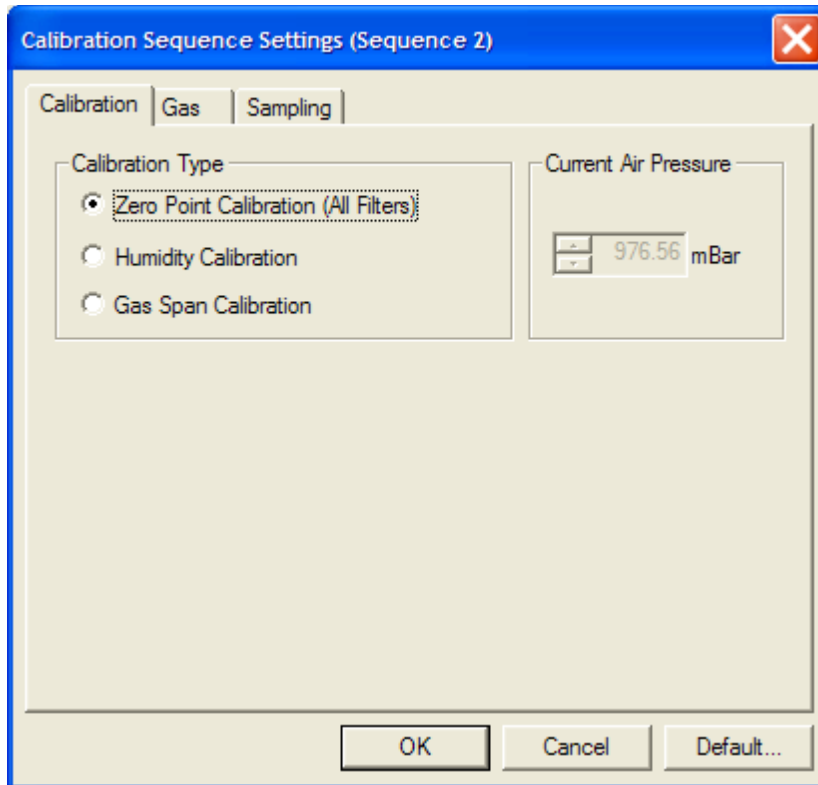 Calibration Sequence Settings (Sequence 2)
Calibration
Gas
Sampling
Calibration Type
Zero Point Calibration (All Filters)
Humidity Calibration
Gas Span Calibration
Current Air Pressure
976.56 mBar
OK
Cancel
Default...